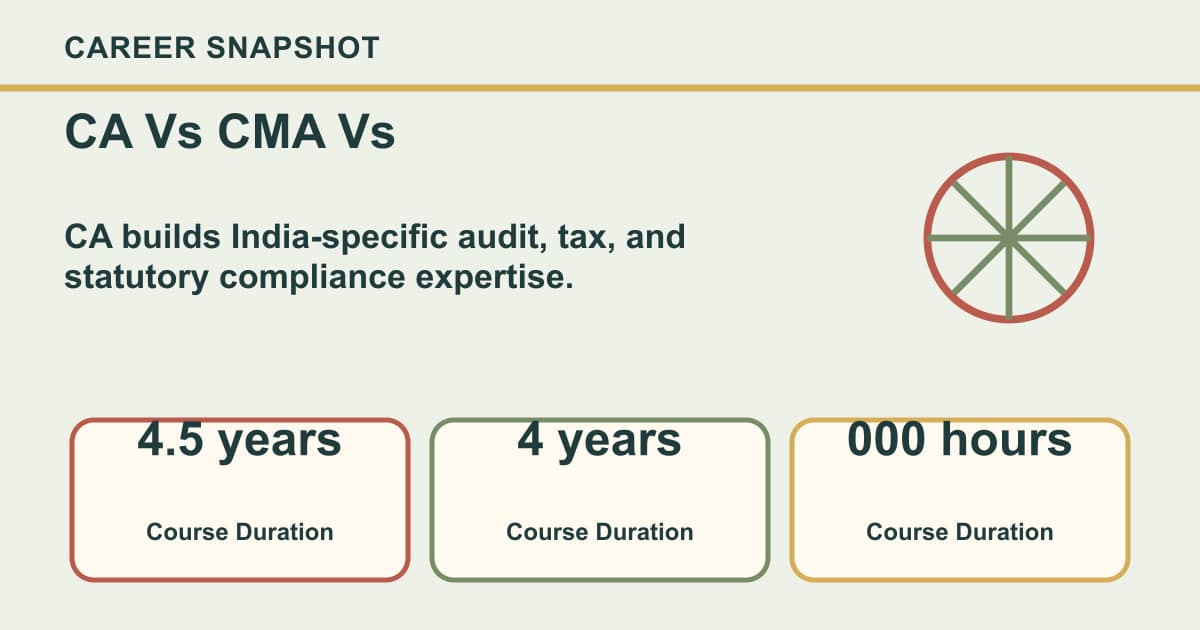 CAREER SNAPSHOT
CA Vs CMA Vs
CA builds India-specific audit, tax, and
statutory compliance expertise.
4.5 years
4 years
000 hours
Course Duration
Course Duration
Course Duration